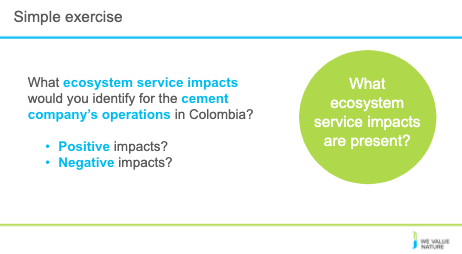 Simple exercise
What ecosystem service impacts
would you identify for the cement
company's operations in Colombia?
• Positive impacts?
• Negative impacts?
What
ecosystem
service impacts
are present?
WE VALUE
NATURE